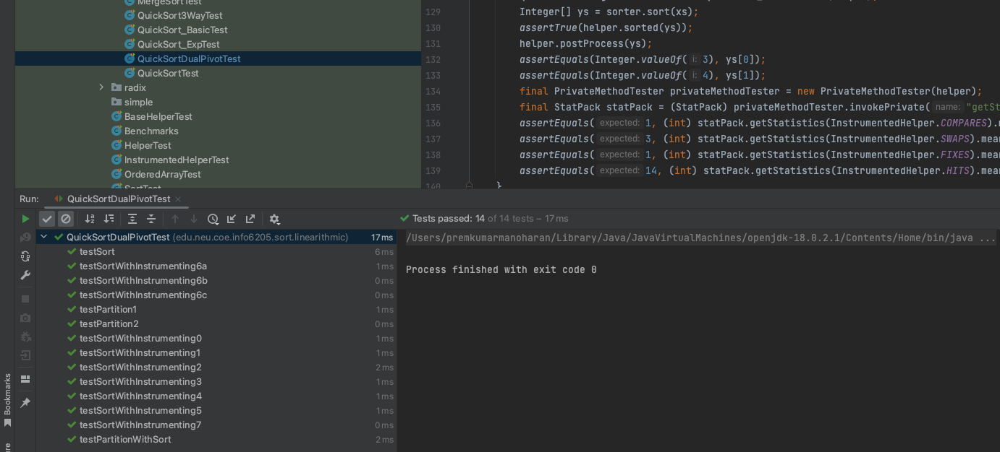 MergeSortTest
QuickSort3WayTest
QuickSort_BasicTest
QuickSort_ExpTest
QuickSortDualPivotTest
QuickSortTest
radix
simple
BaseHelperTest
Benchmarks
HelperTest
InstrumentedHelperTest
OrderedArrayTest
SortTest
129 Integer[] ys = sorter.sort(xs);
130 assertTrue(helper.sorted(ys));
131 helper.postProcess(ys);
132 assertEquals(Integer.valueOf( i: 3), ys[0]);
133 assertEquals(Integer.valueOf( i: 4), ys[1]);
134 final PrivateMethodTester privateMethodTester = new PrivateMethodTester(helper);
135 final StatPack statPack = (StatPack) privateMethodTester.invokePrivate( name: "getSt
136 assertEquals( expected: 1, (int) statPack.getStatistics(InstrumentedHelper.COMPARES).m
137 assertEquals( expected: 3, (int) statPack.getStatistics(InstrumentedHelper.SWAPS).mea
138 assertEquals( expected: 1, (int) statPack.getStatistics(InstrumentedHelper.FIXES).mea
139 assertEquals( expected: 14, (int) statPack.getStatistics(InstrumentedHelper.HITS).mea
140 }
Run: QuickSortDualPivotTest ×
Tests passed: 14 of 14 tests – 17 ms
QuickSortDualPivotTest (edu.neu.coe.info6205.sort.linearithmic) 17 ms
testSort 6 ms
testSortWithInstrumenting6a 1 ms
testSortWithInstrumenting6b 0 ms
testSortWithInstrumenting6c 0 ms
testPartition1 1 ms
testPartition2 0 ms
testSortWithInstrumenting0 1 ms
testSortWithInstrumenting1 1 ms
testSortWithInstrumenting2 2 ms
testSortWithInstrumenting3 1 ms
testSortWithInstrumenting4 1 ms
testSortWithInstrumenting5 1 ms
testSortWithInstrumenting7 0 ms
testPartitionWithSort 2 ms
/Users/premkumarmanoharan/Library/Java/JavaVirtualMachines/openjdk-18.0.2.1/Contents/Home/bin/java ...
Process finished with exit code 0
Bookmarks